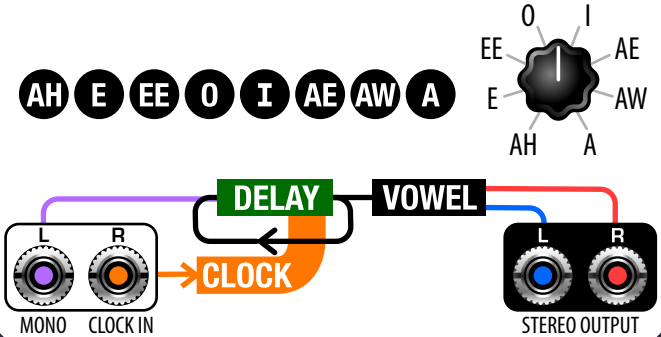 O I
EE AE
AH E EE O I AE AW A
E AW
AH A
DELAY VOWEL
L R
CLOCK
L R
MONO CLOCK IN
STEREO OUTPUT